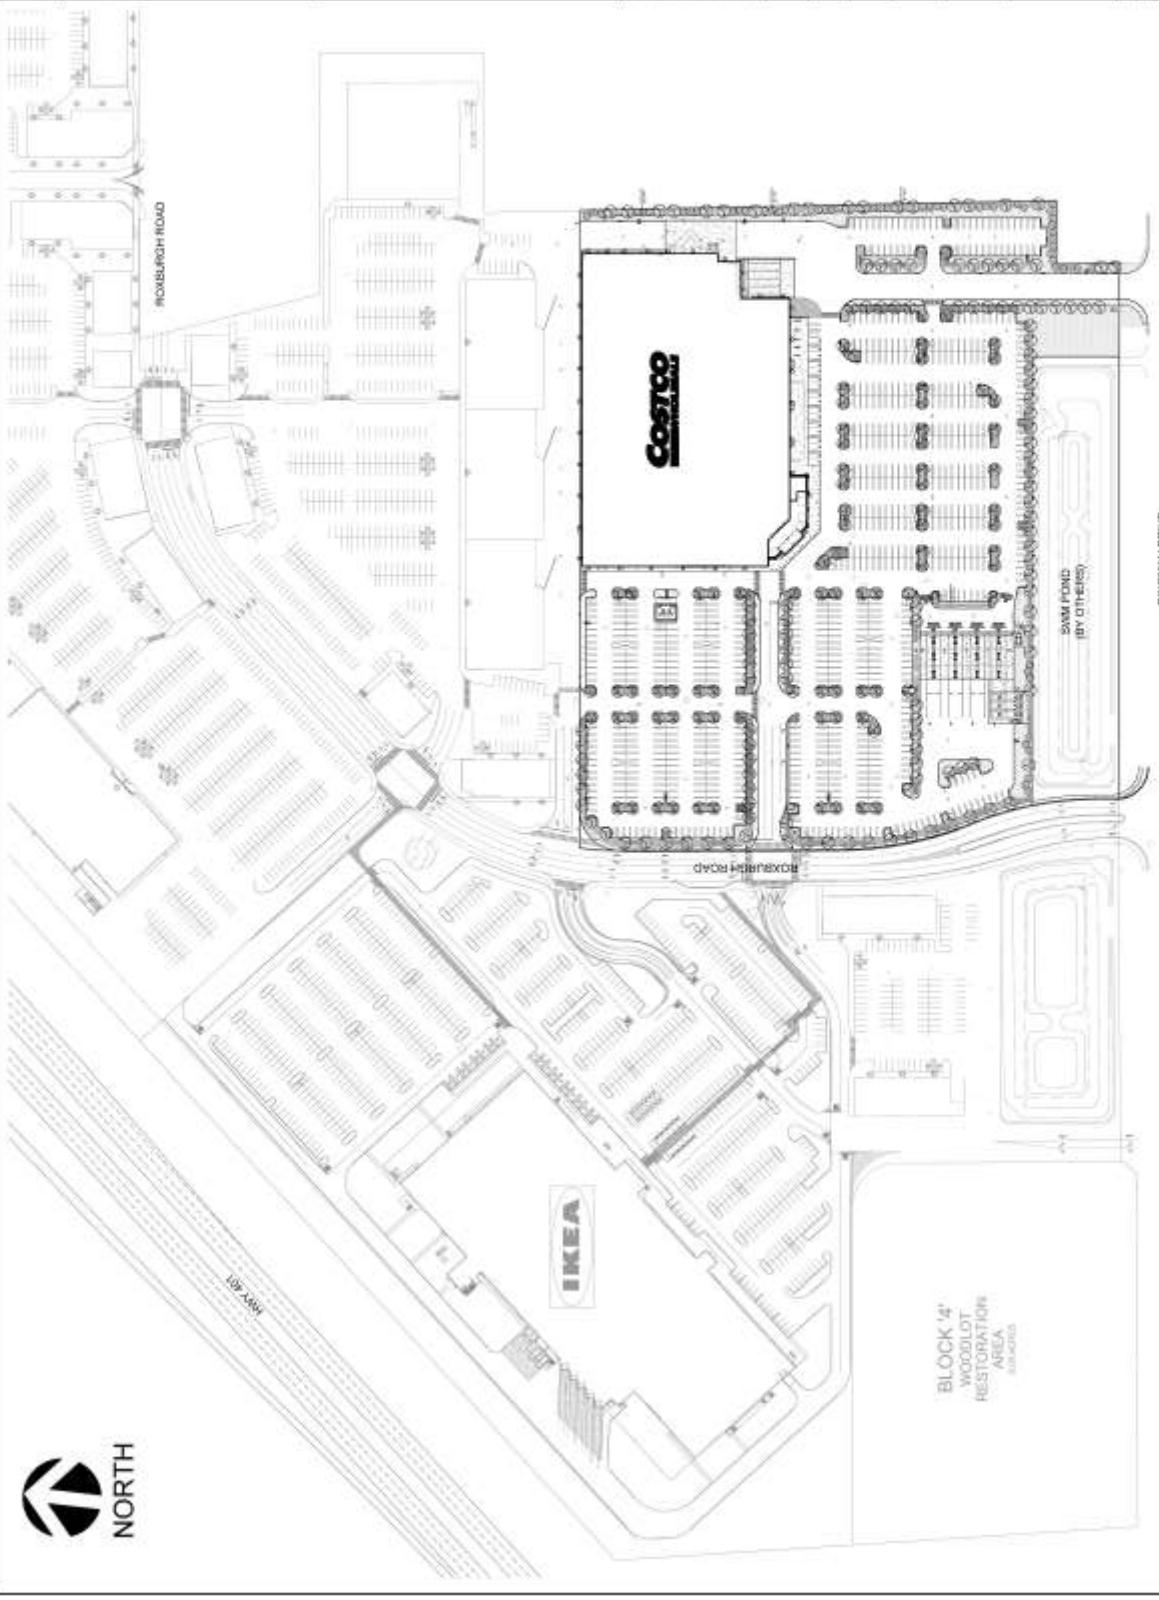 ROXBURGH ROAD
COSTCO
SWM POND
(BY OTHERS)
ROXBURGH ROAD
IKEA
HWY 401
BLOCK '4'
WOODLOT
RESTORATION
AREA
NORTH